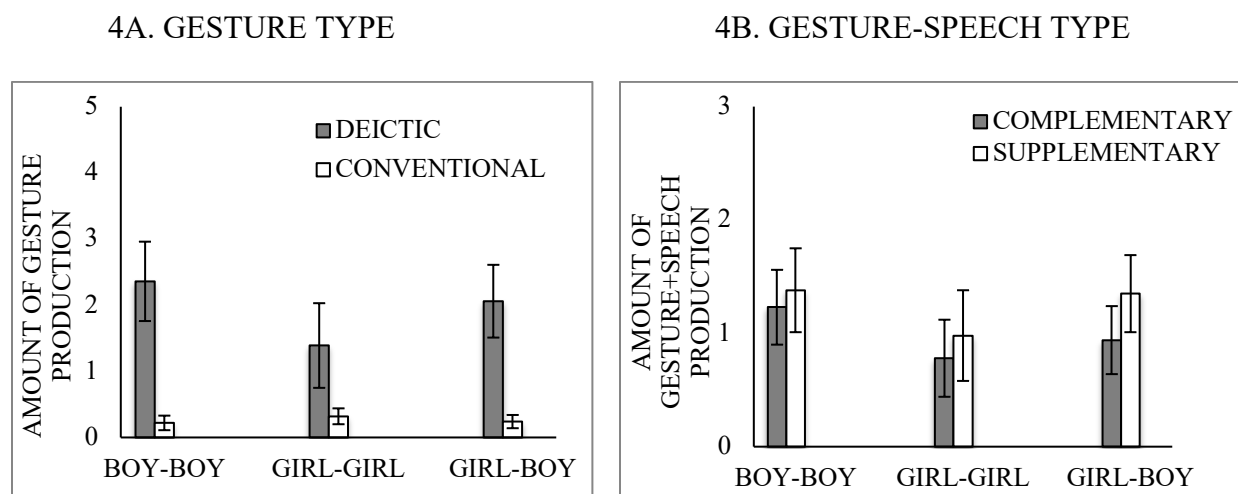 4A. GESTURE TYPE
5
4
3
2
1
0
AMOUNT OF GESTURE
PRODUCTION
DEICTIC
CONVENTIONAL
BOY-BOY
GIRL-GIRL
GIRL-BOY
4B. GESTURE-SPEECH TYPE
3
2
1
0
AMOUNT OF
GESTURE+SPEECH
PRODUCTION
COMPLEMENTARY
SUPPLEMENTARY
BOY-BOY
GIRL-GIRL
GIRL-BOY